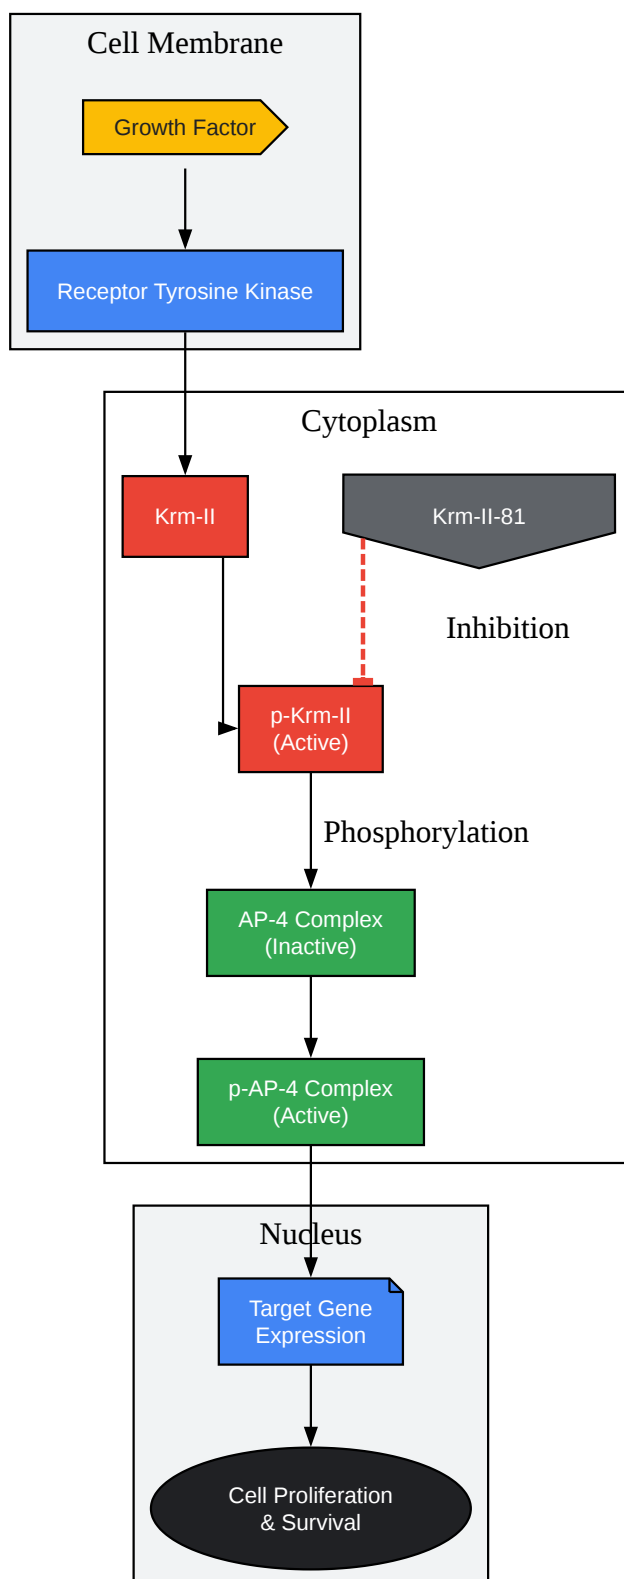 Cell Membrane
Growth Factor
Receptor Tyrosine Kinase
Cytoplasm
Krm-II
Krm-II-81
Inhibition
p-Krm-II
(Active)
Phosphorylation
AP-4 Complex
(Inactive)
p-AP-4 Complex
(Active)
Nucleus
Target Gene
Expression
Cell Proliferation
& Survival